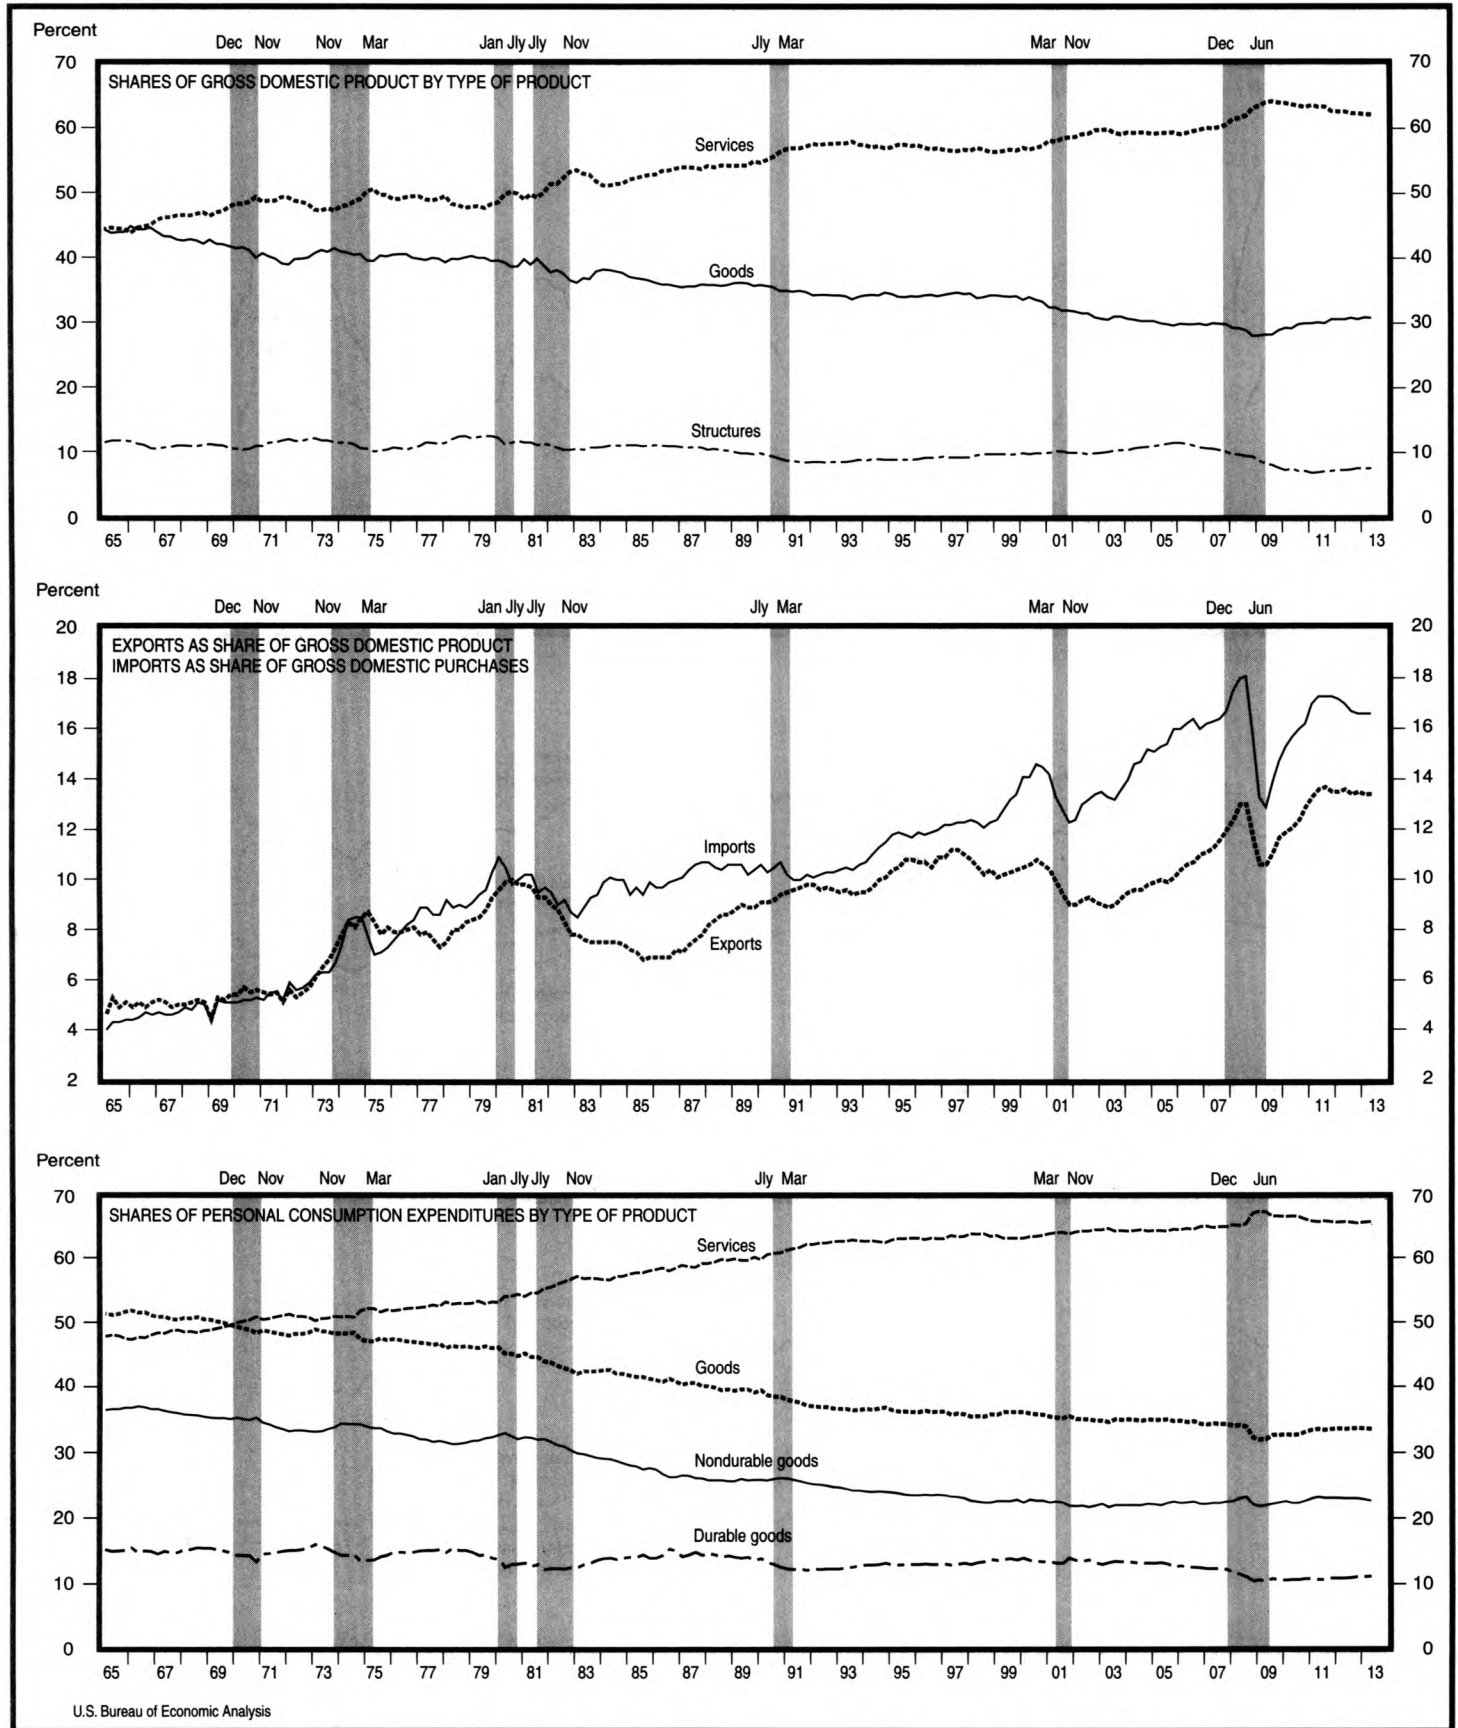 Percent
Dec Nov Nov Mar Jan Jly Jly Nov Jly Mar Mar Nov Dec Jun
70 70
SHARES OF GROSS DOMESTIC PRODUCT BY TYPE OF PRODUCT
60 60
Services
50 50
40 40
Goods
30 30
20 20
Structures
10 10
0 0
65 67 69 71 73 75 77 79 81 83 85 87 89 91 93 95 97 99 01 03 05 07 09 11 13
Percent
Dec Nov Nov Mar Jan Jly Jly Nov Jly Mar Mar Nov Dec Jun
20 20
EXPORTS AS SHARE OF GROSS DOMESTIC PRODUCT
IMPORTS AS SHARE OF GROSS DOMESTIC PURCHASES
18 18
16 16
14 14
12 12
Imports
10 10
8 8
Exports
6 6
4 4
2 2
65 67 69 71 73 75 77 79 81 83 85 87 89 91 93 95 97 99 01 03 05 07 09 11 13
Percent
Dec Nov Nov Mar Jan Jly Jly Nov Jly Mar Mar Nov Dec Jun
70 70
SHARES OF PERSONAL CONSUMPTION EXPENDITURES BY TYPE OF PRODUCT
Services
60 60
50 50
Goods
40 40
30 30
Nondurable goods
20 20
Durable goods
10 10
0 0
65 67 69 71 73 75 77 79 81 83 85 87 89 91 93 95 97 99 01 03 05 07 09 11 13
U.S. Bureau of Economic Analysis